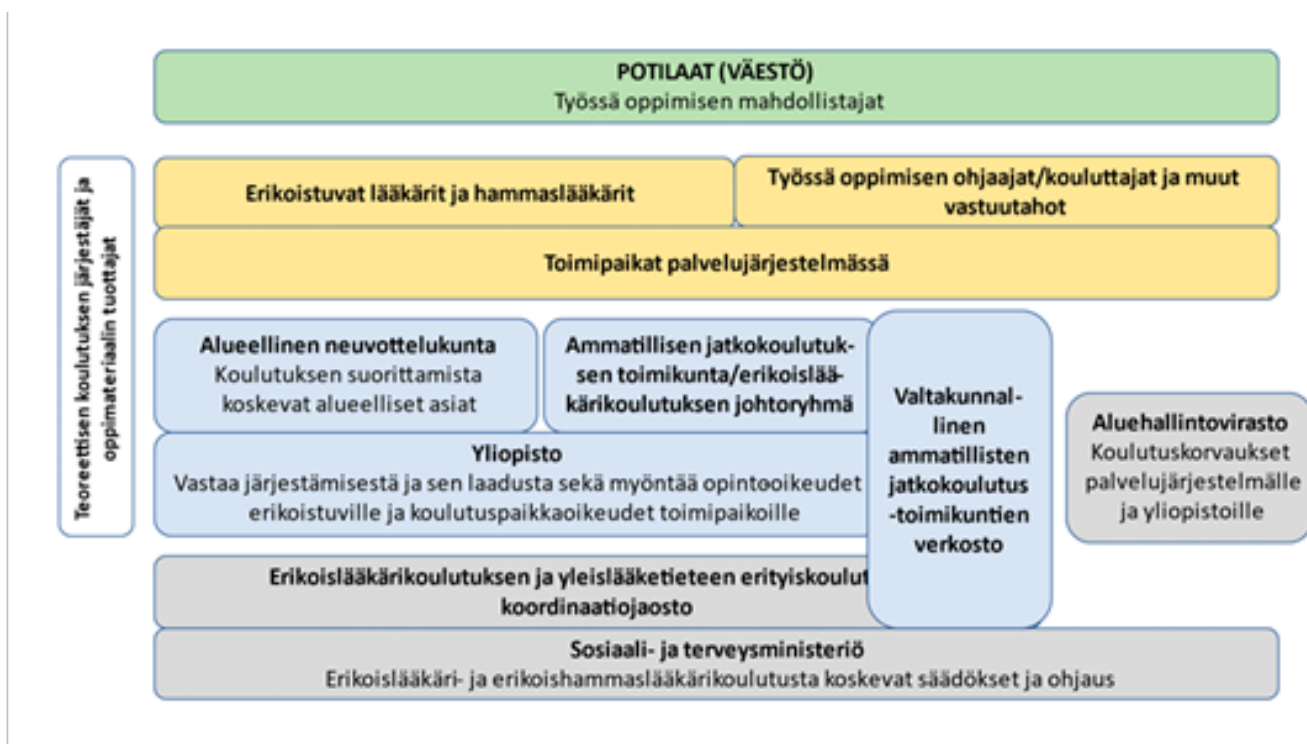 POTILAAT (VÄESTÖ)
Työssä oppimisen mahdollistajat
Teoreettisen koulutuksen järjestäjät ja
oppimateriaalin tuottajat
Erikoistuvat lääkärit ja hammaslääkärit
Työssä oppimisen ohjaajat/kouluttajat ja muut
vastuutahot
Toimipaikat palvelujärjestelmässä
Alueellinen neuvottelukunta
Koulutuksen suorittamista
koskevat alueelliset asiat
Ammatillisen jatkokoulutuk-
sen toimikunta/erikoislää-
kärikoulutuksen johtoryhmä
Yliopisto
Vastaa järjestämisestä ja sen laadusta sekä myöntää opintooikeudet
erikoistuville ja koulutuspaikkaoikeudet toimipaikoille
Valtakunnal-
linen
ammatillisten
jatkokoulutus
-toimikuntien
verkosto
Aluehallintovirasto
Koulutuskorvaukset
palvelujärjestelmälle
ja yliopistoille
Erikoislääkärikoulutuksen ja yleislääketieteen erityiskoulut
koordinaatiojaosto
Sosiaali- ja terveysministeriö
Erikoislääkäri- ja erikoishammaslääkärikoulutusta koskevat säädökset ja ohjaus